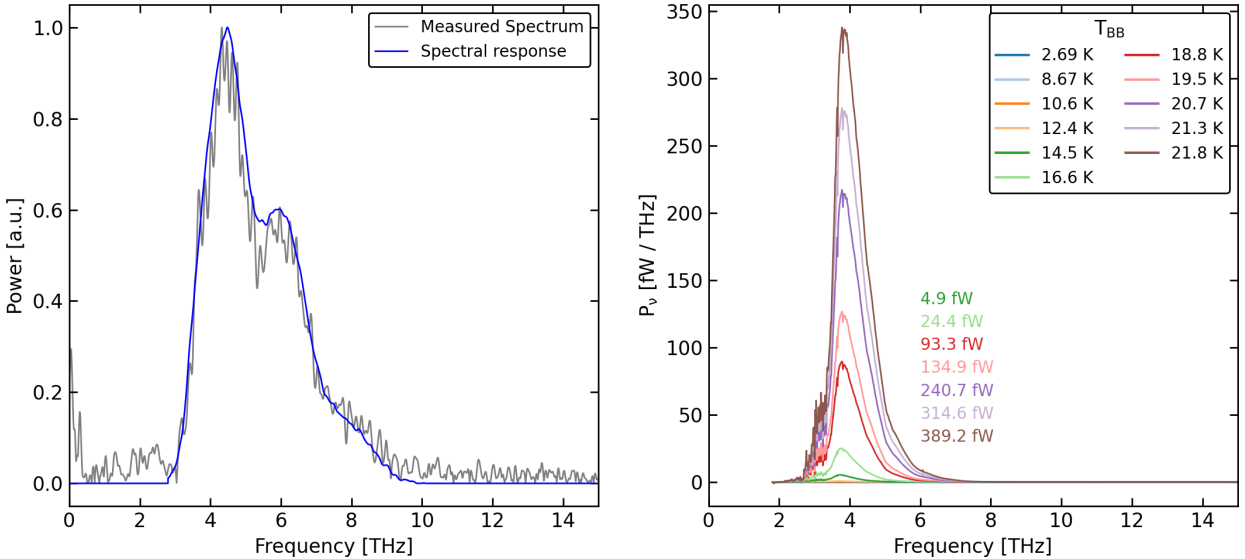 Measured Spectrum
Spectral response
1.0
0.8
0.6
0.4
0.2
0.0
Power [a.u.]
0 2 4 6 8 10 12 14
Frequency [THz]
T_BB
2.69 K 18.8 K
8.67 K 19.5 K
10.6 K 20.7 K
12.4 K 21.3 K
14.5 K 21.8 K
16.6 K
350
300
250
200
150
100
50
0
P_ν [fW / THz]
4.9 fW
24.4 fW
93.3 fW
134.9 fW
240.7 fW
314.6 fW
389.2 fW
0 2 4 6 8 10 12 14
Frequency [THz]